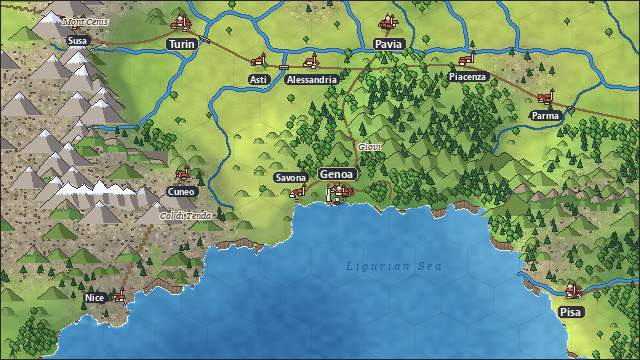 Mont Cenis
Susa
Turin
Pavia
Asti
Alessandria
Piacenza
Parma
Giovi
Genoa
Savona
Cuneo
Col di Tenda
Ligurian Sea
Nice
Pisa